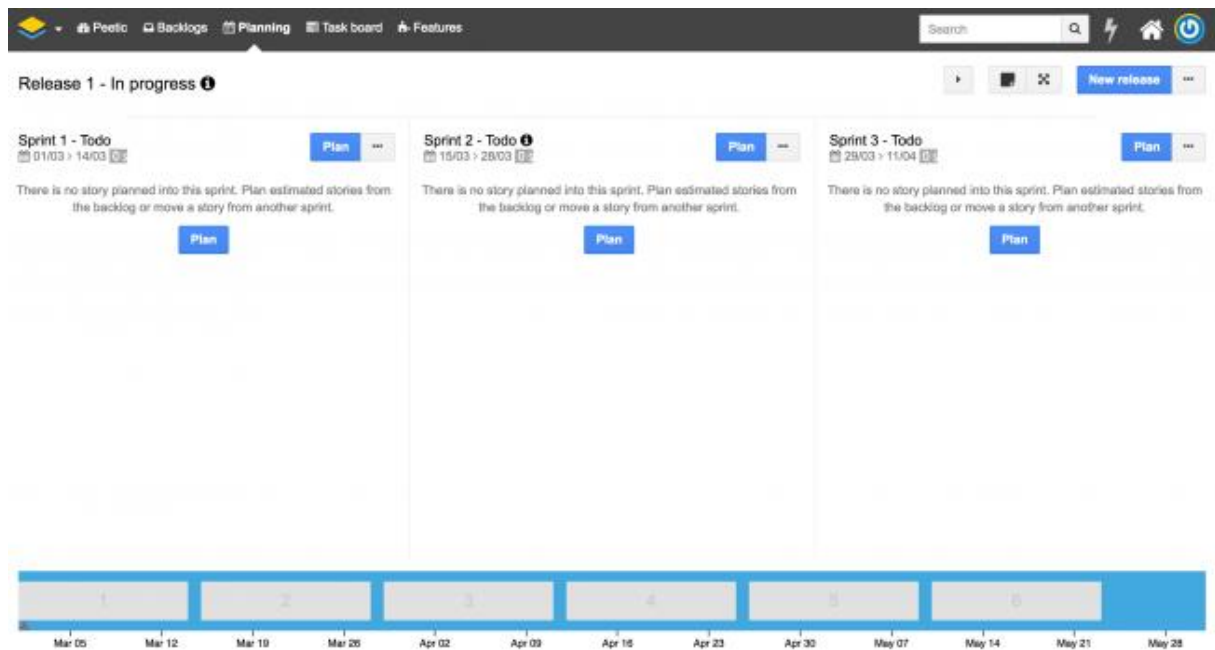 Peetic Backlogs Planning Task board Features Search
Release 1 - In progress New release
Sprint 1 - Todo Plan
01/03 › 14/03
There is no story planned into this sprint. Plan estimated stories from
the backlog or move a story from another sprint.
Plan
Sprint 2 - Todo Plan
15/03 › 28/03
There is no story planned into this sprint. Plan estimated stories from
the backlog or move a story from another sprint.
Plan
Sprint 3 - Todo Plan
29/03 › 11/04
There is no story planned into this sprint. Plan estimated stories from
the backlog or move a story from another sprint.
Plan
1 2 3 4 5 6
Mar 05 Mar 12 Mar 19 Mar 26 Apr 02 Apr 09 Apr 16 Apr 23 Apr 30 May 07 May 14 May 21 May 28